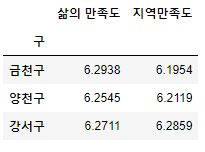 삶의 만족도 지역만족도
구
금천구 6.2938 6.1954
양천구 6.2545 6.2119
강서구 6.2711 6.2859